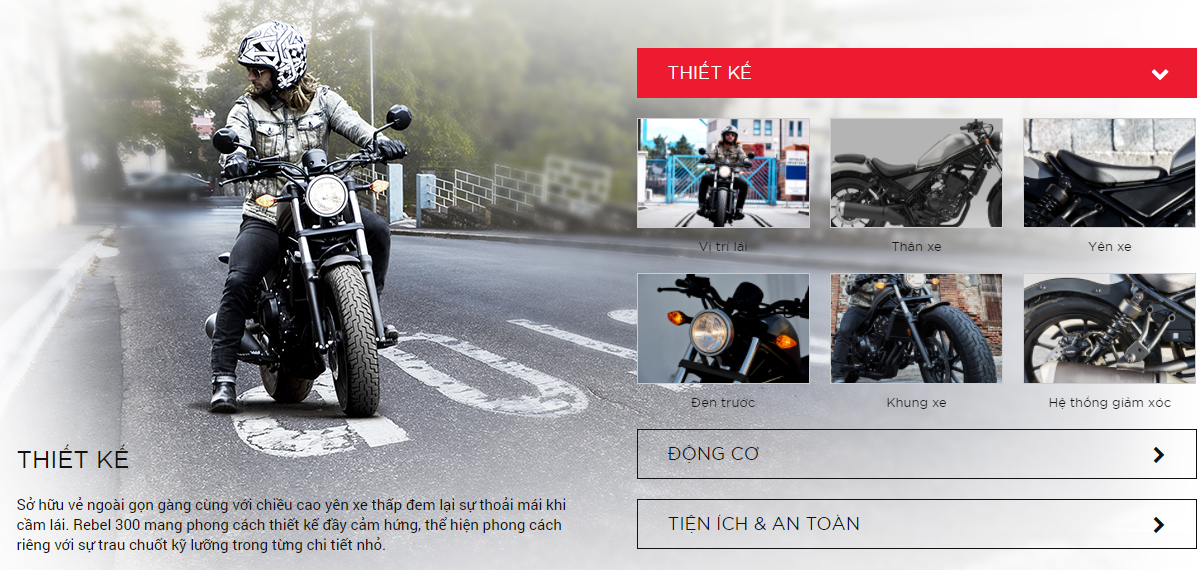 THIẾT KẾ
Vị trí lái
Thân xe
Yên xe
Đèn trước
Khung xe
Hệ thống giảm xóc
ĐỘNG CƠ
TIỆN ÍCH & AN TOÀN
THIẾT KẾ
Sở hữu vẻ ngoài gọn gàng cùng với chiều cao yên xe thấp đem lại sự thoải mái khi
cầm lái. Rebel 300 mang phong cách thiết kế đầy cảm hứng, thể hiện phong cách
riêng với sự trau chuốt kỹ lưỡng trong từng chi tiết nhỏ.